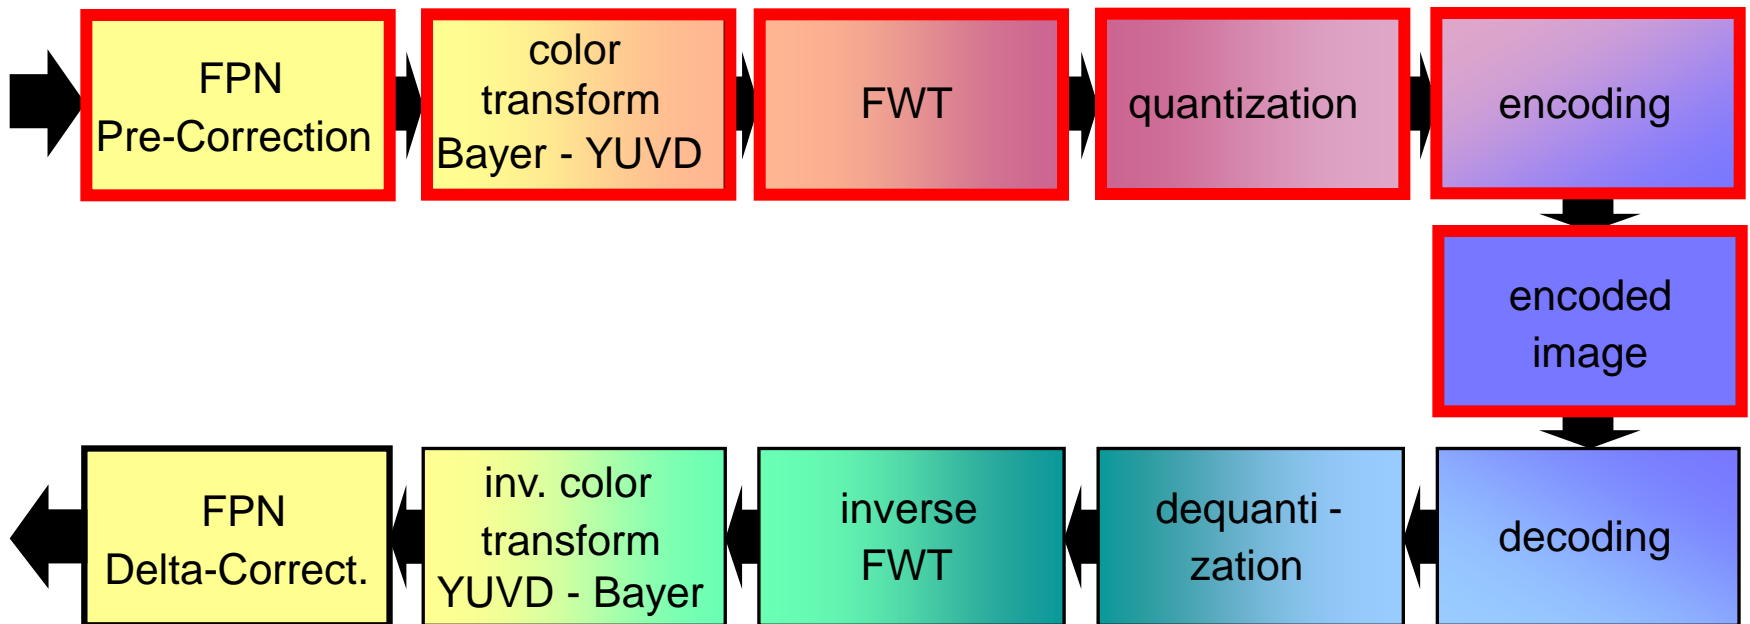 FPN
Pre-Correction
color
transform
Bayer - YUVD
FWT
quantization
encoding
encoded
image
FPN
Delta-Correct.
inv. color
transform
YUVD - Bayer
inverse
FWT
dequanti -
zation
decoding